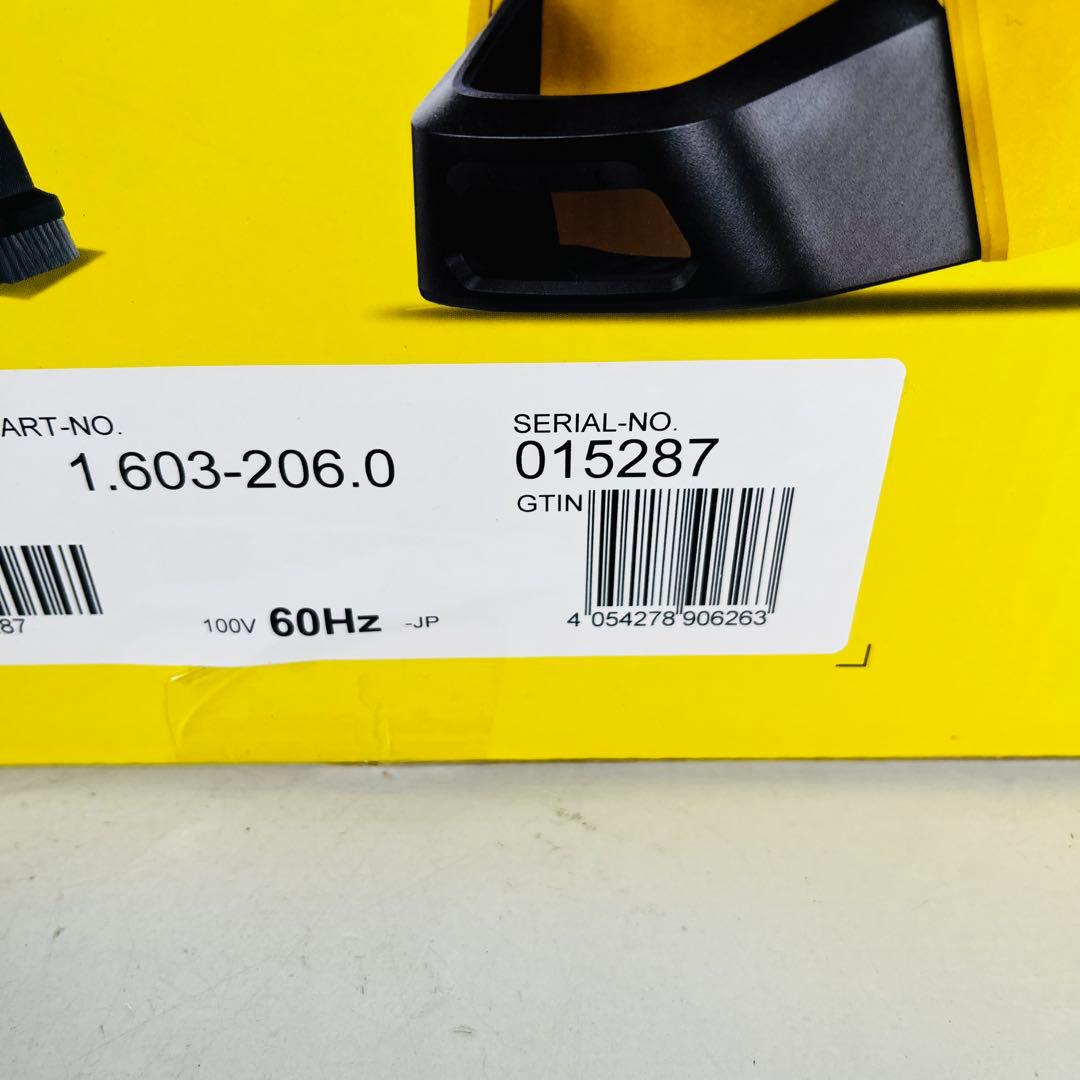 ART-NO.
1.603-206.0
SERIAL-NO.
015287
GTIN
4 054278 906263
87
100V 60Hz -JP